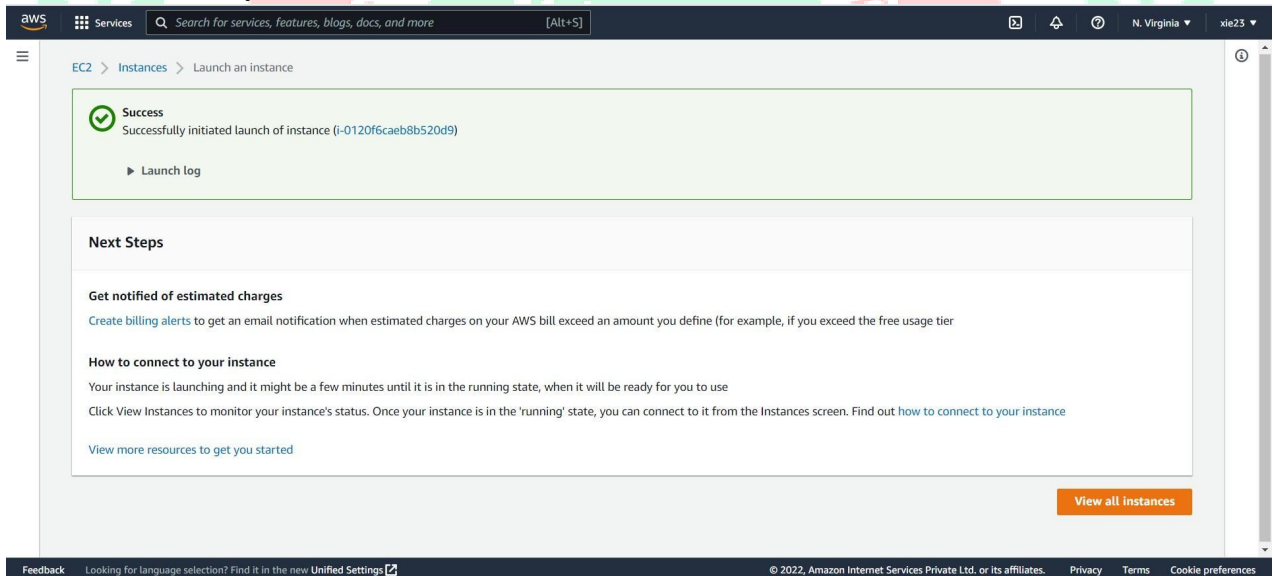 aws
Services
Search for services, features, blogs, docs, and more [Alt+S]
N. Virginia ▼
xie23 ▼
EC2 > Instances > Launch an instance
Success
Successfully initiated launch of instance (i-0120f6caeb8b520d9)
▶ Launch log
Next Steps
Get notified of estimated charges
Create billing alerts to get an email notification when estimated charges on your AWS bill exceed an amount you define (for example, if you exceed the free usage tier
How to connect to your instance
Your instance is launching and it might be a few minutes until it is in the running state, when it will be ready for you to use
Click View Instances to monitor your instance's status. Once your instance is in the 'running' state, you can connect to it from the Instances screen. Find out how to connect to your instance
View more resources to get you started
View all instances
Feedback Looking for language selection? Find it in the new Unified Settings
© 2022, Amazon Internet Services Private Ltd. or its affiliates. Privacy Terms Cookie preferences